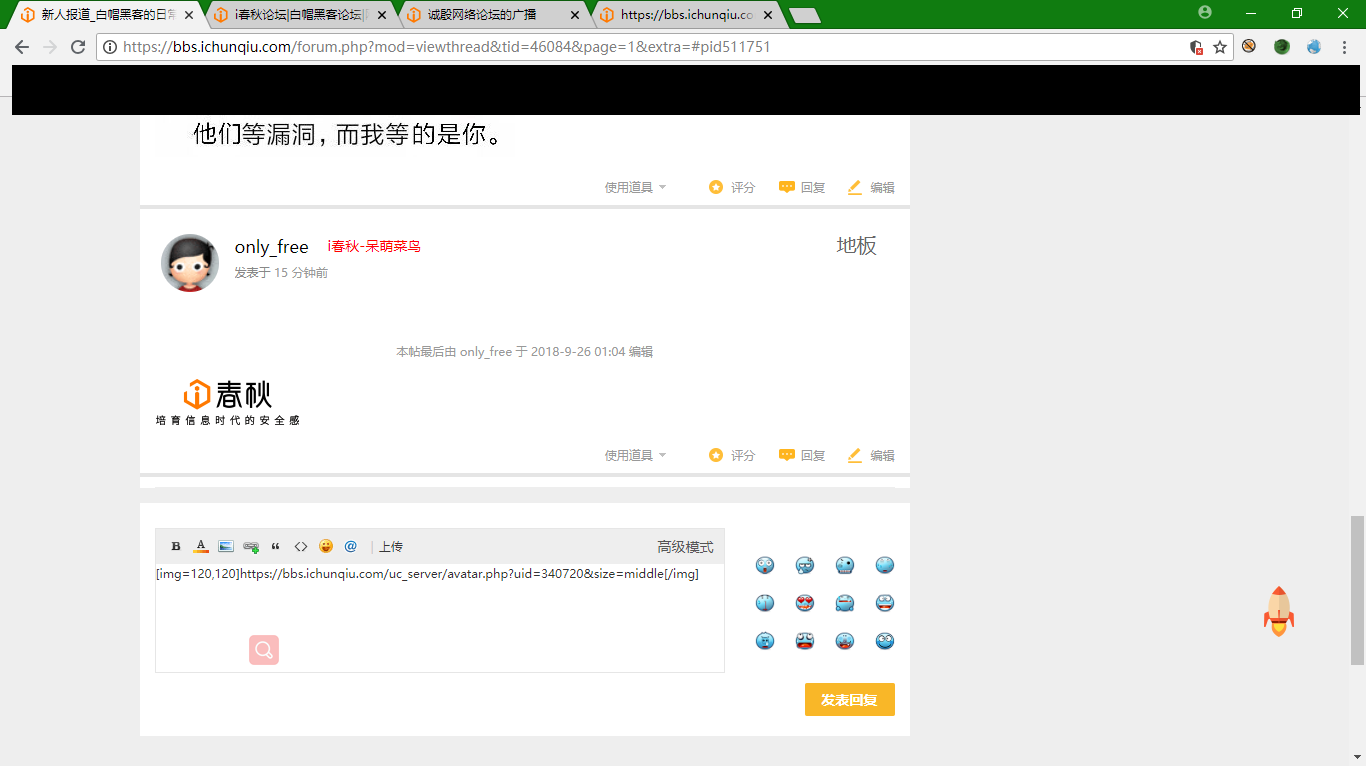 新人报道_白帽黑客的日常
i春秋论坛|白帽黑客论坛|
诚殷网络论坛的广播
https://bbs.ichunqiu.co
https://bbs.ichunqiu.com/forum.php?mod=viewthread&tid=46084&page=1&extra=#pid511751
他们等漏洞，而我等的是你。
使用道具 评分 回复 编辑
only_free i春秋-呆萌菜鸟 地板
发表于 15 分钟前
本帖最后由 only_free 于 2018-9-26 01:04 编辑
春秋
培育信息时代的安全感
使用道具 评分 回复 编辑
B A “ <> @ 上传 高级模式
[img=120,120]https://bbs.ichunqiu.com/uc_server/avatar.php?uid=340720&size=middle[/img]
发表回复